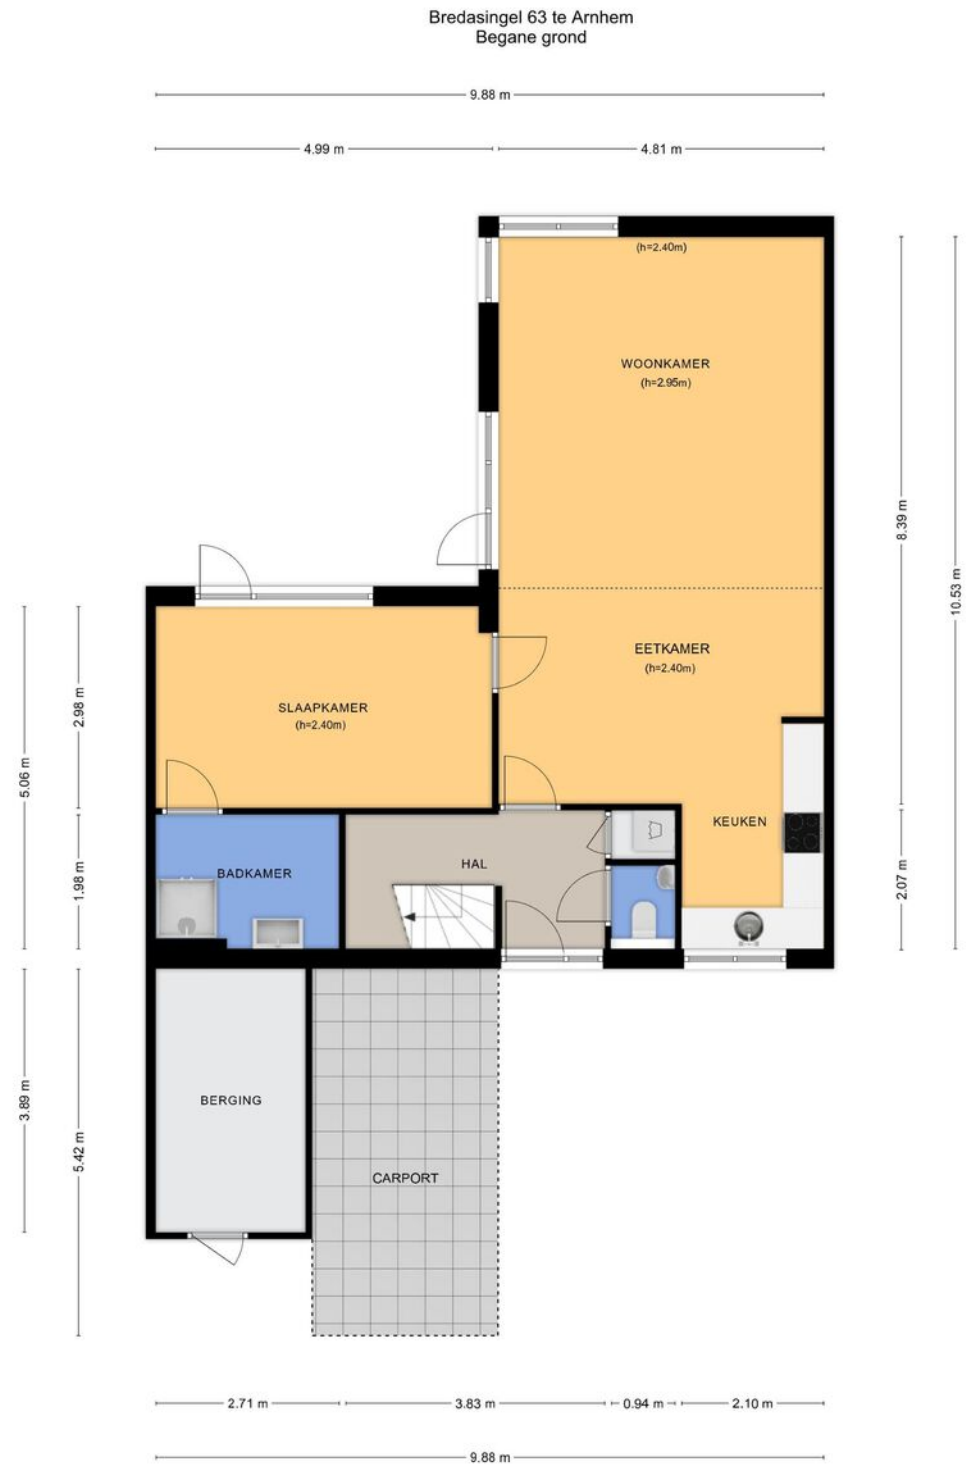 Bredasingel 63 te Arnhem
Begane grond
9.88 m
4.99 m
4.81 m
(h=2.40m)
WOONKAMER
(h=2.95m)
8.39 m
10.53 m
EETKAMER
(h=2.40m)
SLAAPKAMER
(h=2.40m)
2.98 m
5.06 m
KEUKEN
HAL
BADKAMER
1.98 m
2.07 m
BERGING
3.89 m
5.42 m
CARPORT
2.71 m
3.83 m
0.94 m
2.10 m
9.88 m